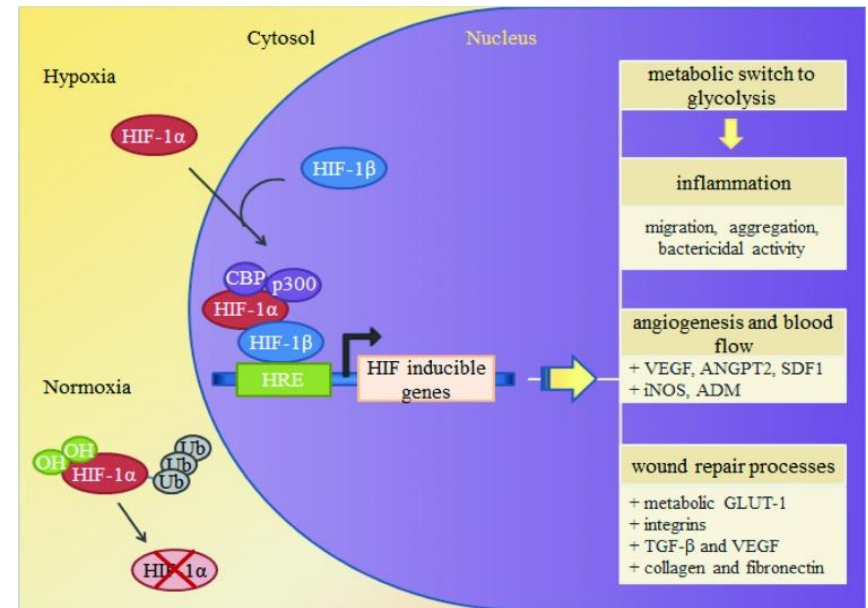 Cytosol
Nucleus
Hypoxia
HIF-1α
HIF-1β
CBP
p300
HIF-1α
HIF-1β
HRE
HIF inducible
genes
Normoxia
OH
OH
HIF-1α
Ub
Ub
Ub
HIF-1α
metabolic switch to
glycolysis
inflammation
migration, aggregation,
bactericidal activity
angiogenesis and blood
flow
+ VEGF, ANGPT2, SDF1
+ iNOS, ADM
wound repair processes
+ metabolic GLUT-1
+ integrins
+ TGF-β and VEGF
+ collagen and fibronectin